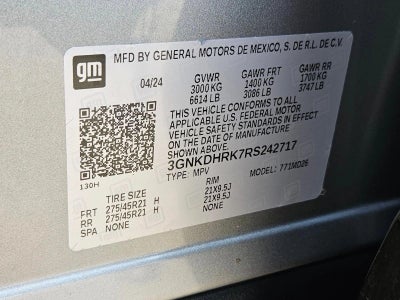 gm
MFD BY GENERAL MOTORS DE MEXICO, S. DE R.L. DE C.V.
04/24 GVWR GAWR FRT GAWR RR
3000 KG 1400 KG 1700 KG
6614 LB 3086 LB 3747 LB
THIS VEHICLE CONFORMS TO ALL
APPLICABLE U.S. FEDERAL MOTOR
VEHICLE SAFETY STANDARDS IN EFFECT
ON THE DATE OF MANUFACTURE
3GNKDHRK7RS242717
130H TYPE: MPV MODEL: 771MD26
TIRE SIZE RIM
FRT 275/45R21 H 21X9.5J
RR 275/45R21 H 21X9.5J
SPA NONE NONE